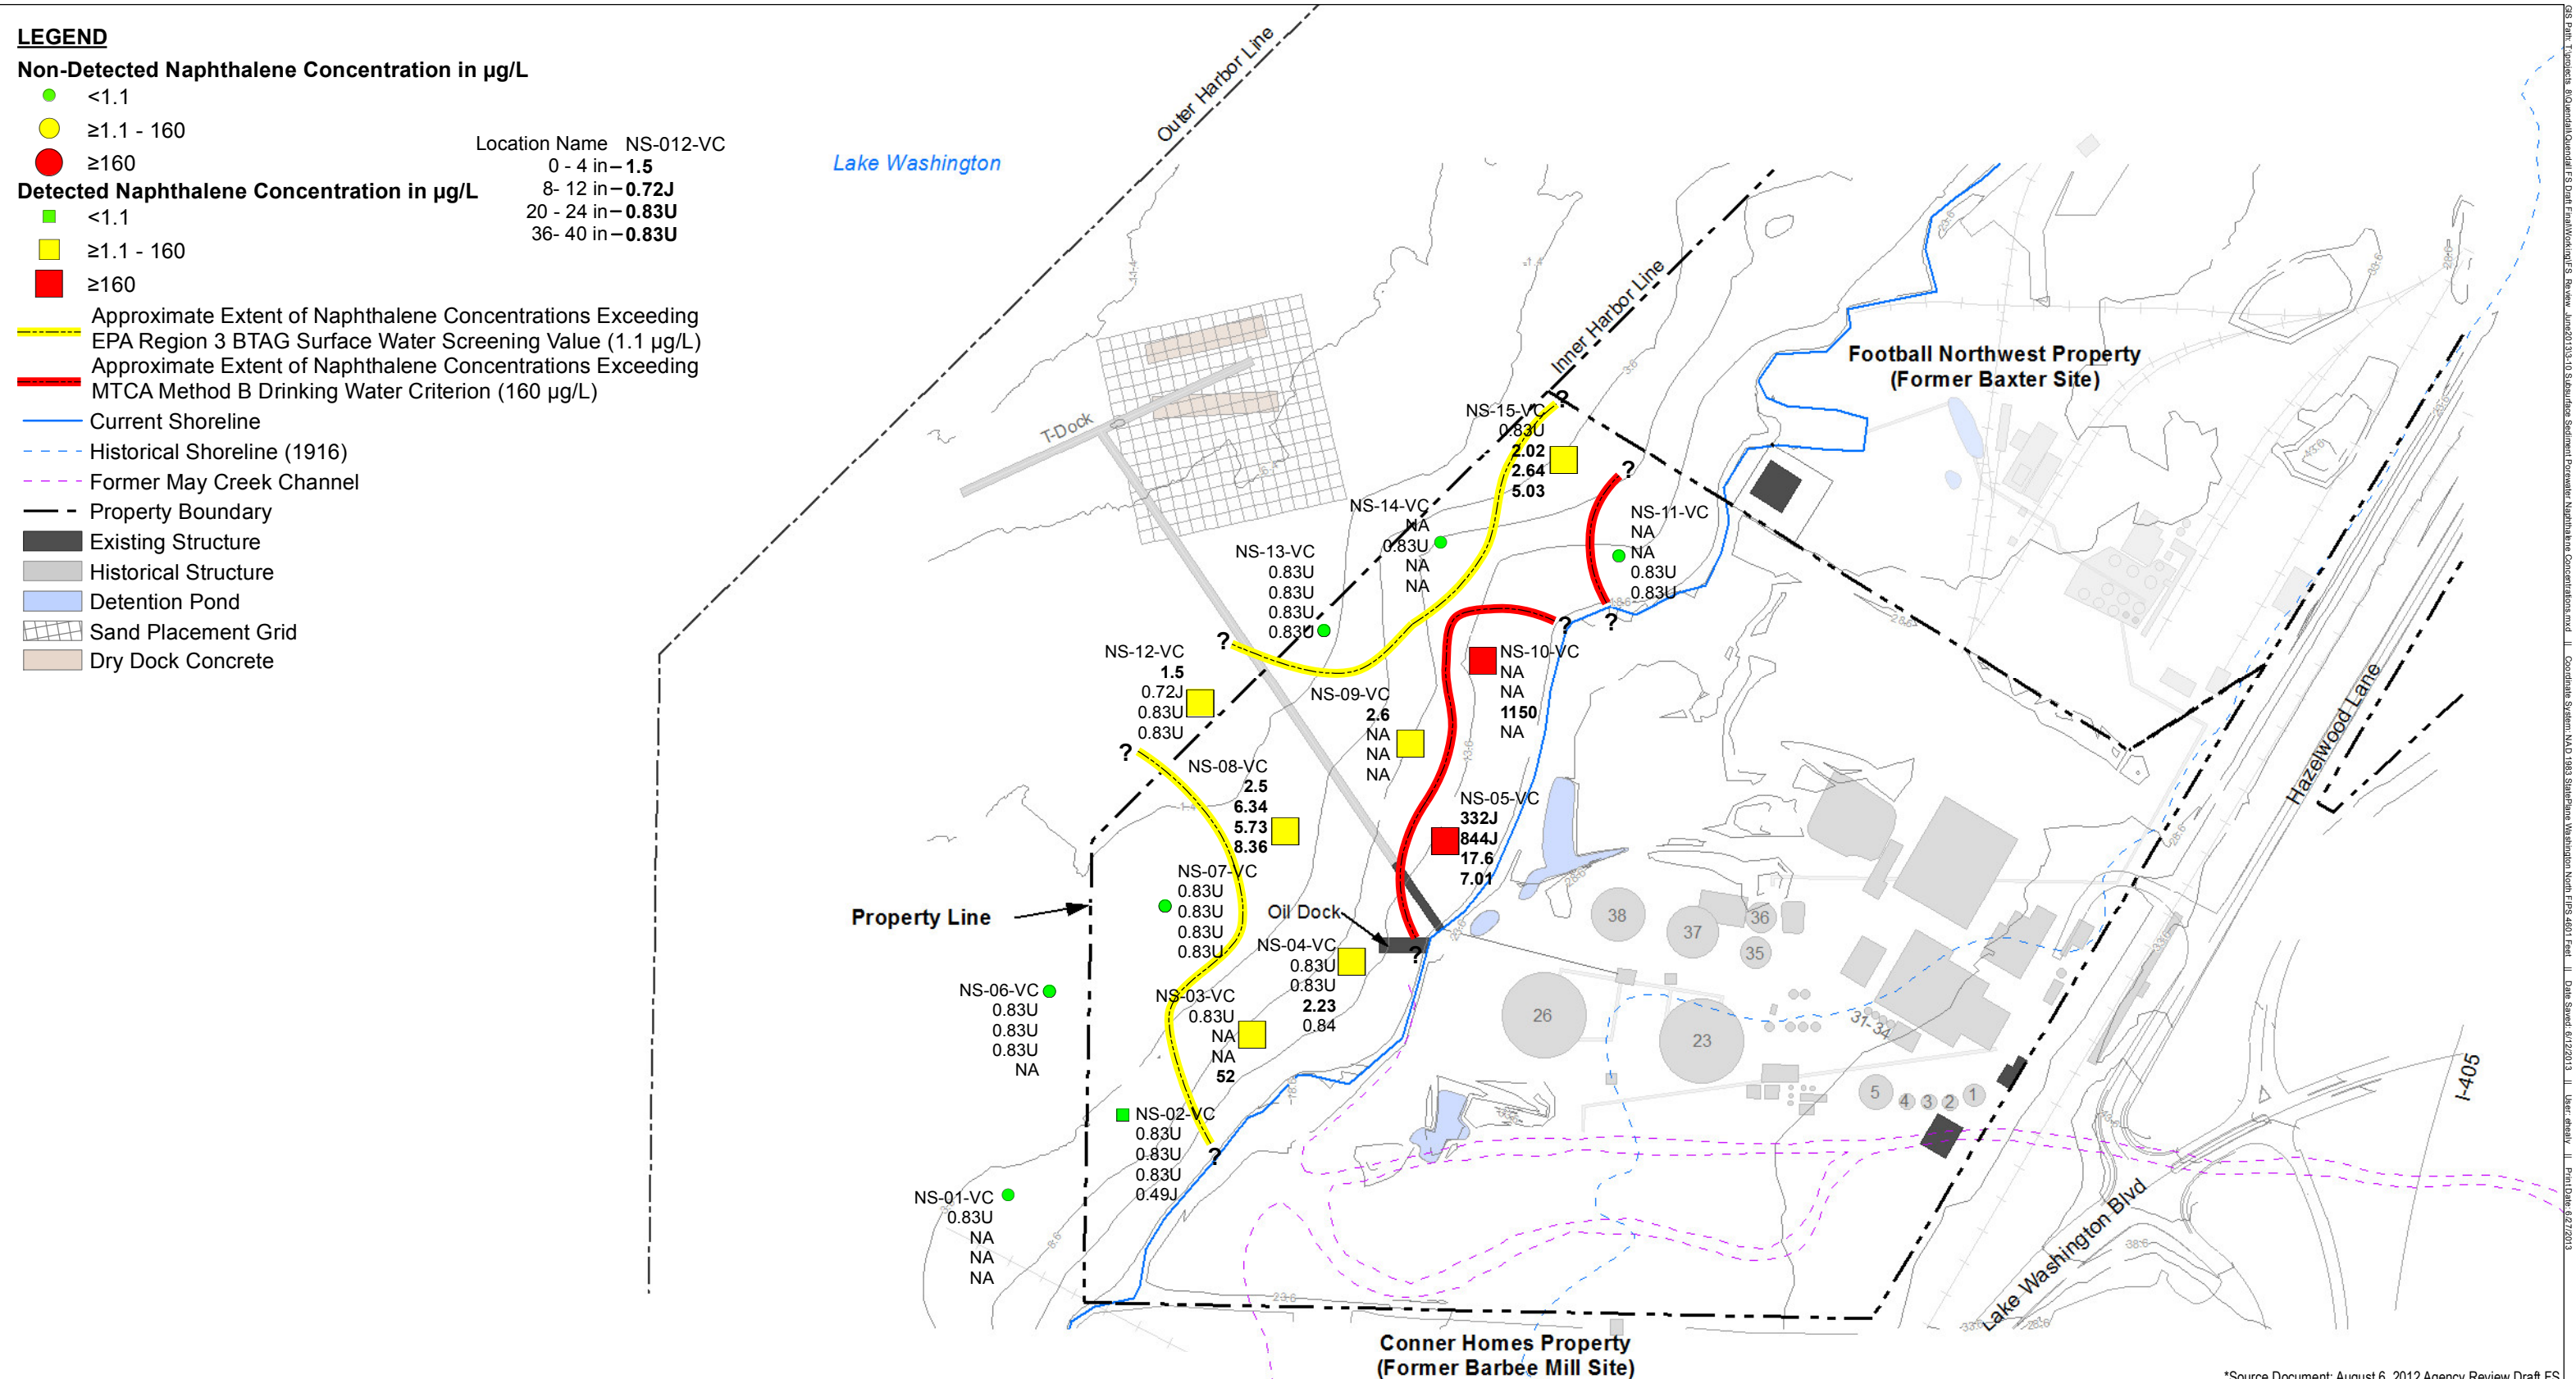 LEGEND
Non-Detected Naphthalene Concentration in µg/L
<1.1
≥1.1 - 160
≥160
Detected Naphthalene Concentration in µg/L
<1.1
≥1.1 - 160
≥160
Approximate Extent of Naphthalene Concentrations Exceeding
EPA Region 3 BTAG Surface Water Screening Value (1.1 µg/L)
Approximate Extent of Naphthalene Concentrations Exceeding
MTCA Method B Drinking Water Criterion (160 µg/L)
Current Shoreline
Historical Shoreline (1916)
Former May Creek Channel
Property Boundary
Existing Structure
Historical Structure
Detention Pond
Sand Placement Grid
Dry Dock Concrete
Location Name NS-012-VC
0 - 4 in – 1.5
8- 12 in – 0.72J
20 - 24 in – 0.83U
36- 40 in – 0.83U
Lake Washington
Outer Harbor Line
Inner Harbor Line
T-Dock
Football Northwest Property
(Former Baxter Site)
NS-15-VC
0.83U
2.02
2.64
5.03
NS-14-VC
NA
0.83U
NA
NA
NS-11-VC
NA
NA
0.83U
0.83U
NS-13-VC
0.83U
0.83U
0.83U
0.83U
NS-12-VC
1.5
0.72J
0.83U
0.83U
NS-10-VC
NA
NA
1150
NA
NS-09-VC
2.6
NA
NA
NA
NS-08-VC
2.5
6.34
5.73
8.36
NS-05-VC
332J
844J
17.6
7.01
NS-07-VC
0.83U
0.83U
0.83U
0.83U
Property Line
Oil Dock
NS-04-VC
0.83U
0.83U
2.23
0.84
NS-03-VC
0.83U
NA
NA
52
NS-06-VC
0.83U
0.83U
0.83U
NA
NS-02-VC
0.83U
0.83U
0.83U
0.49J
NS-01-VC
0.83U
NA
NA
NA
?
?
?
?
?
?
?
?
38
37
36
35
26
23
31-34
5
4
3
2
1
Hazelwood Lane
I-405
Lake Washington Blvd
Conner Homes Property
(Former Barbee Mill Site)
*Source Document: August 6, 2012 Agency Review Draft FS